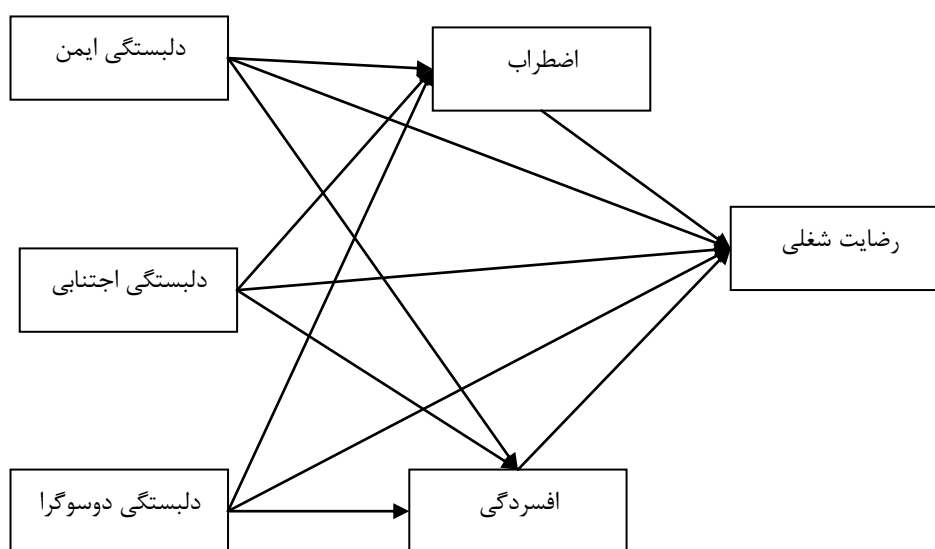 دلبستگی ایمن
اضطراب
رضایت شغلی
دلبستگی اجتنابی
دلبستگی دوسوگرا
افسردگی